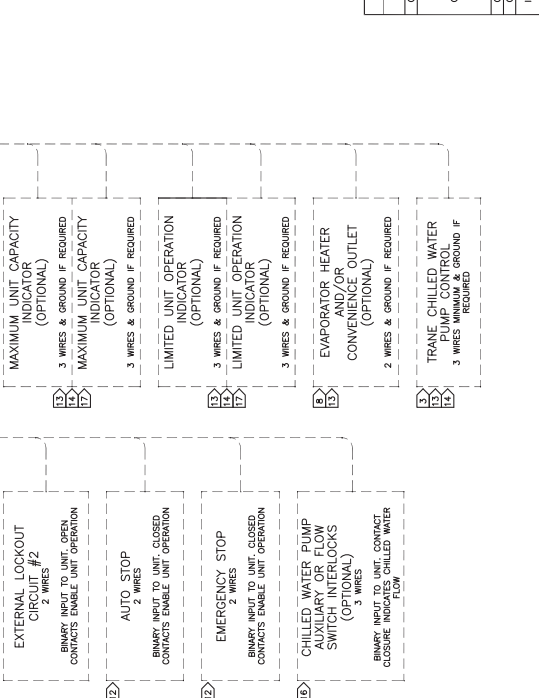 MAXIMUM UNIT CAPACITY
INDICATOR
(OPTIONAL)
3 WIRES & GROUND IF REQUIRED
13
14
17
MAXIMUM UNIT CAPACITY
INDICATOR
(OPTIONAL)
3 WIRES & GROUND IF REQUIRED
LIMITED UNIT OPERATION
INDICATOR
(OPTIONAL)
3 WIRES & GROUND IF REQUIRED
13
14
17
LIMITED UNIT OPERATION
INDICATOR
(OPTIONAL)
3 WIRES & GROUND IF REQUIRED
8
13
EVAPORATOR HEATER
AND/OR
CONVENIENCE OUTLET
(OPTIONAL)
2 WIRES & GROUND IF REQUIRED
3
13
14
TRANE CHILLED WATER
PUMP CONTROL
3 WIRES MINIMUM & GROUND IF
REQUIRED
EXTERNAL LOCKOUT
CIRCUIT #2
2 WIRES
BINARY INPUT TO UNIT. OPEN
CONTACTS ENABLE UNIT OPERATION
AUTO STOP
2 WIRES
BINARY INPUT TO UNIT. CLOSED
CONTACTS ENABLE UNIT OPERATION
EMERGENCY STOP
2 WIRES
BINARY INPUT TO UNIT. CLOSED
CONTACTS ENABLE UNIT OPERATION
CHILLED WATER PUMP
AUXILIARY OR FLOW
SWITCH INTERLOCKS
(OPTIONAL)
3 WIRES
BINARY INPUT TO UNIT. CONTACT
CLOSURE INDICATES CHILLED WATER
FLOW